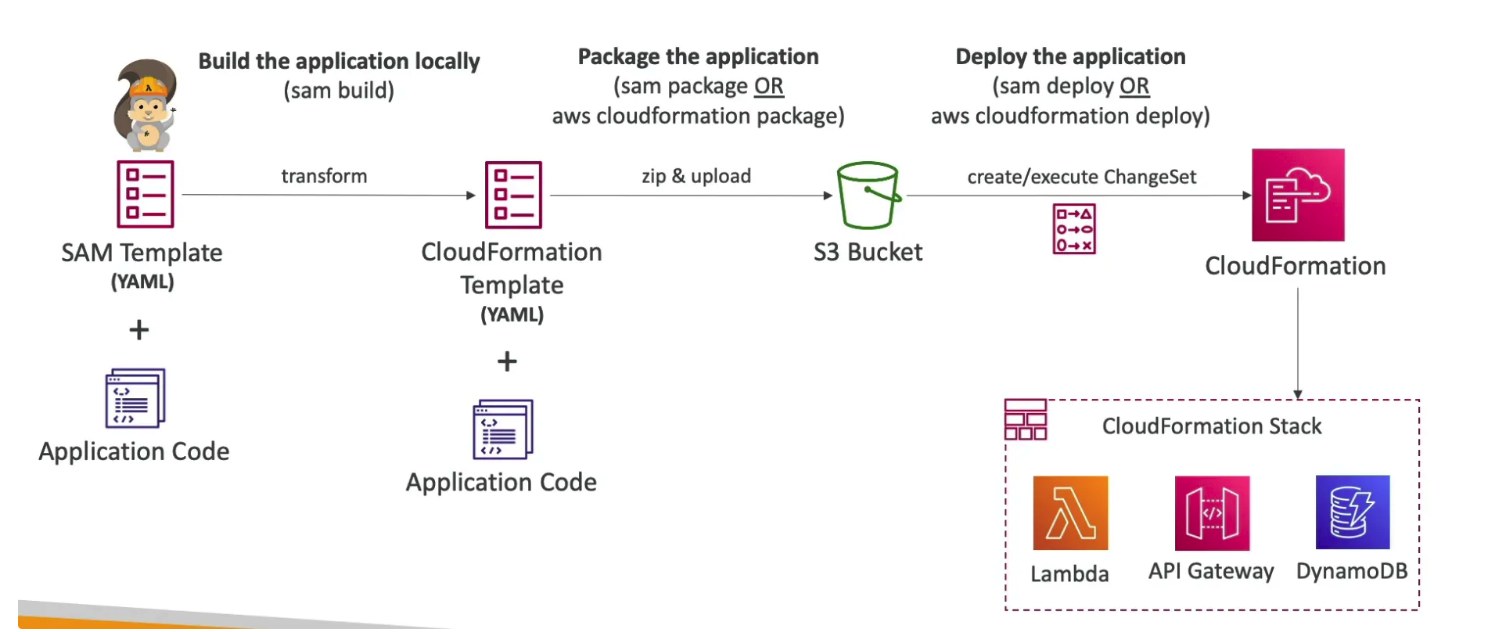 Build the application locally
(sam build)
Package the application
(sam package OR
aws cloudformation package)
Deploy the application
(sam deploy OR
aws cloudformation deploy)
transform
zip & upload
create/execute ChangeSet
SAM Template
(YAML)
+
Application Code
CloudFormation
Template
(YAML)
+
Application Code
S3 Bucket
CloudFormation
CloudFormation Stack
Lambda
API Gateway
DynamoDB